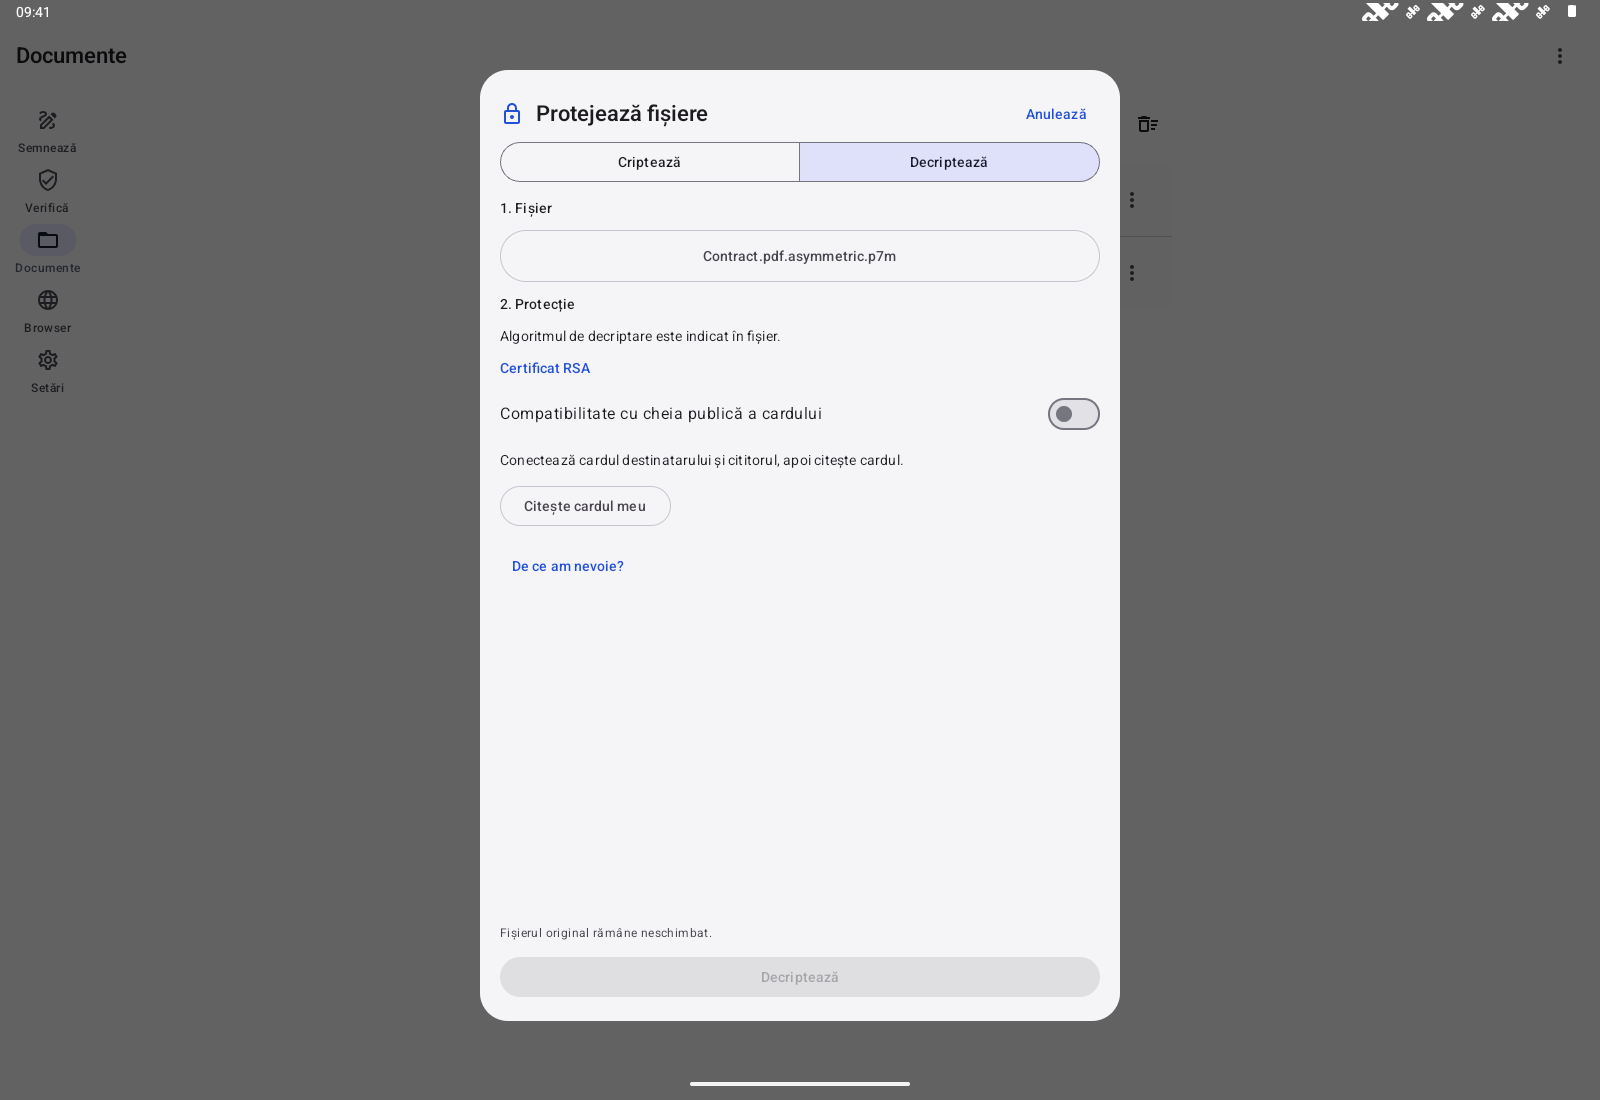 09:41
Documente
Protejează fișiere
Anulează
Criptează
Decriptează
Semnează
Verifică
Documente
Browser
Setări
1. Fișier
Contract.pdf.asymmetric.p7m
2. Protecție
Algoritmul de decriptare este indicat în fișier.
Certificat RSA
Compatibilitate cu cheia publică a cardului
Conectează cardul destinatarului și cititorul, apoi citește cardul.
Citește cardul meu
De ce am nevoie?
Fișierul original rămâne neschimbat.
Decriptează